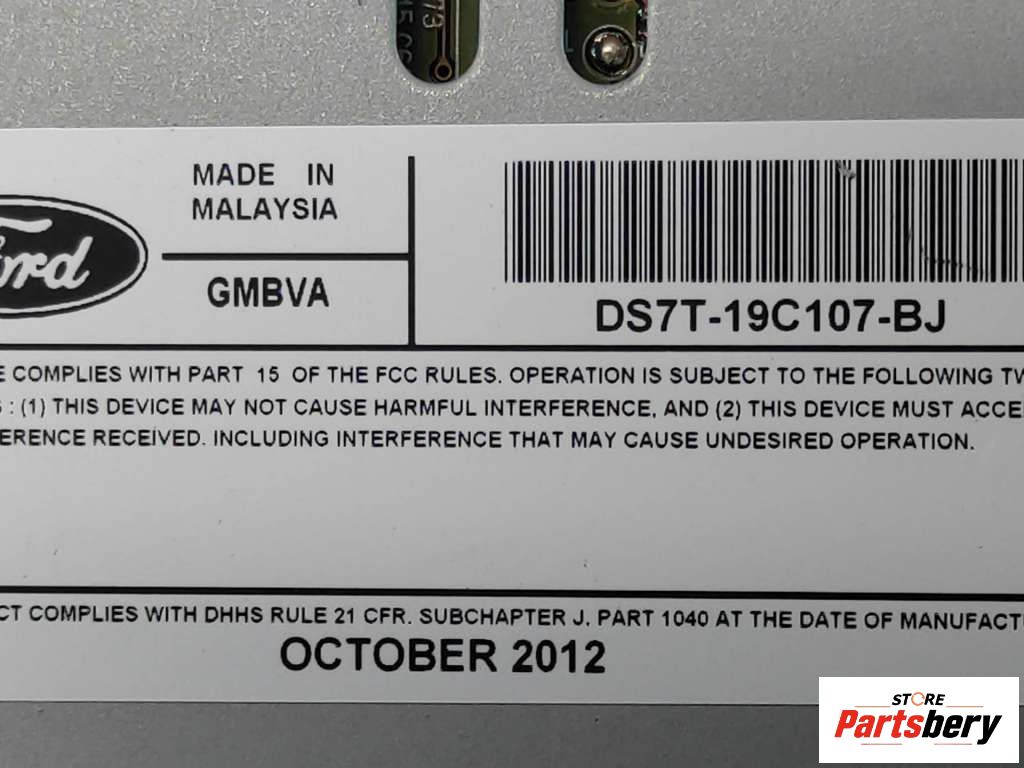 73
MADE IN
MALAYSIA
Ford
GMBVA
DS7T-19C107-BJ
COMPLIES WITH PART 15 OF THE FCC RULES. OPERATION IS SUBJECT TO THE FOLLOWING
: (1) THIS DEVICE MAY NOT CAUSE HARMFUL INTERFERENCE, AND (2) THIS DEVICE MUST ACCE
ERENCE RECEIVED. INCLUDING INTERFERENCE THAT MAY CAUSE UNDESIRED OPERATION.
CT COMPLIES WITH DHHS RULE 21 CFR. SUBCHAPTER J, PART 1040 AT THE DATE OF MANUFACT
OCTOBER 2012
STORE
Partsbery